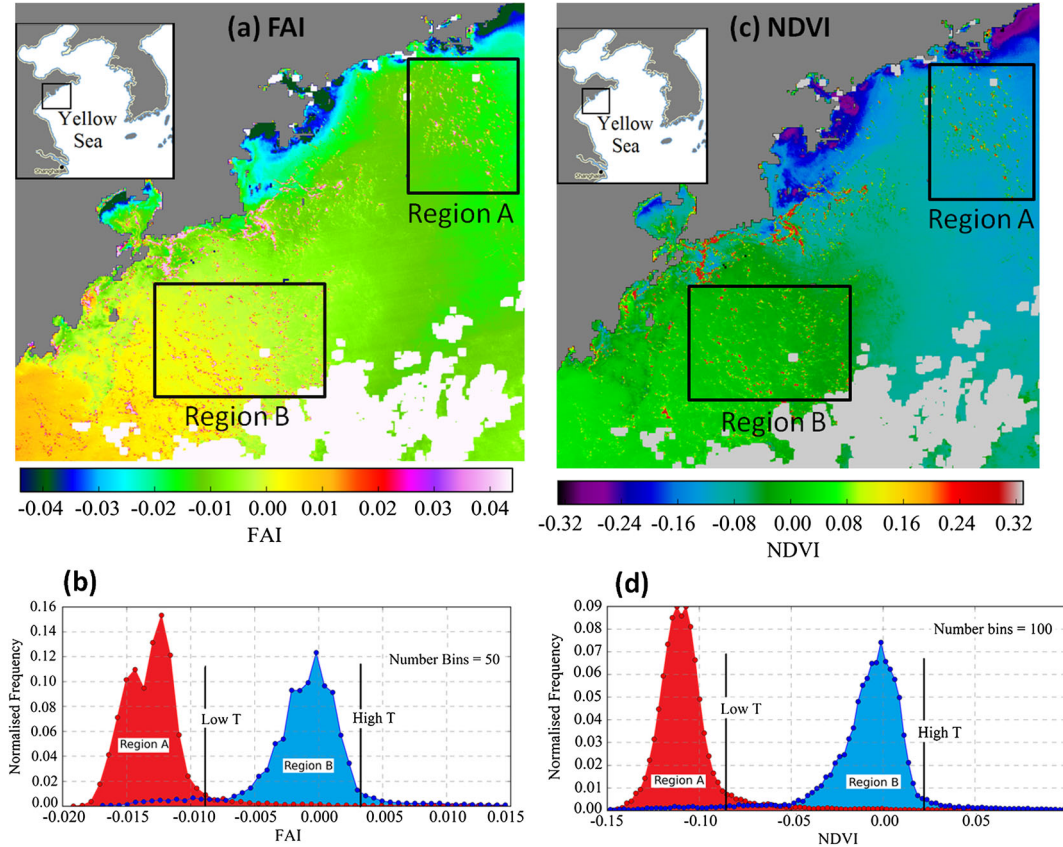 (a) FAI
Yellow
Sea
Shanghai
Region A
Region B
-0.04 -0.03 -0.02 -0.01 0.00 0.01 0.02 0.03 0.04
FAI
(c) NDVI
Yellow
Sea
Shanghai
Region A
Region B
-0.32 -0.24 -0.16 -0.08 0.00 0.08 0.16 0.24 0.32
NDVI
(b)
Normalised Frequency
0.16
0.14
0.12
0.10
0.08
0.06
0.04
0.02
0.00
Number Bins = 50
Low T
High T
Region A
Region B
-0.020 -0.015 -0.010 -0.005 0.000 0.005 0.010 0.015
FAI
(d)
Normalised Frequency
0.09
0.08
0.07
0.06
0.05
0.04
0.03
0.02
0.01
0.00
Number bins = 100
Low T
High T
Region A
Region B
-0.15 -0.10 -0.05 0.00 0.05
NDVI